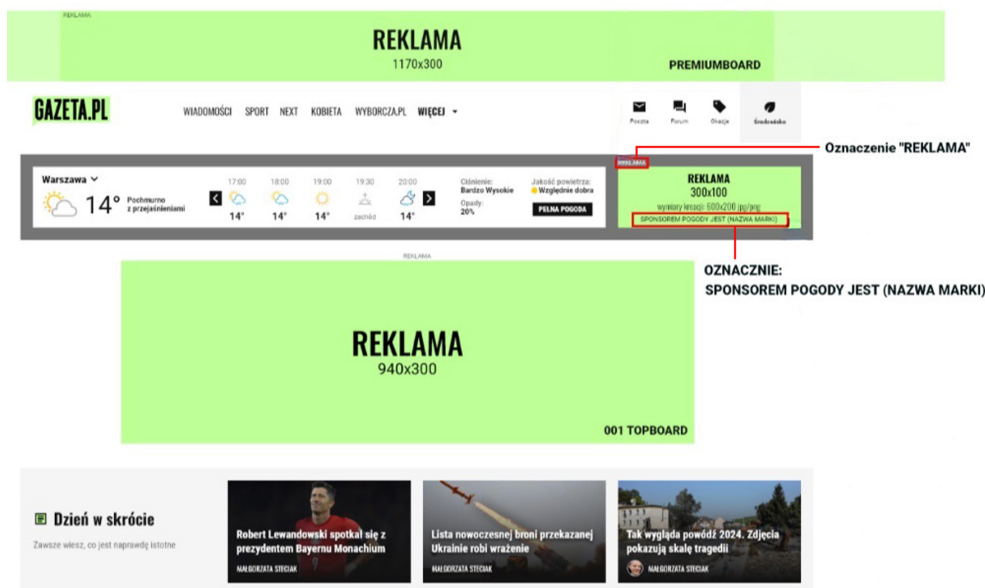 REKLAMA
REKLAMA
1170x300
PREMIUMBOARD
GAZETA.PL
WIADOMOŚCI SPORT NEXT KOBIETA WYBORCZA.PL WIĘCEJ
Poczta Forum Okazje Środowisko
Oznaczenie "REKLAMA"
REKLAMA
Warszawa
14°
Pochmurno
z przejaśnieniami
17:00 18:00 19:00 19:30 20:00
14° 14° 14° zachód 14°
Ciśnienie:
Bardzo Wysokie
Opady:
20%
Jakość powietrza:
Względnie dobra
PEŁNA POGODA
REKLAMA
300x100
wymiary kreacji: 600x200 jpg/png
SPONSOREM POGODY JEST (NAZWA MARKI)
OZNACZNIE:
SPONSOREM POGODY JEST (NAZWA MARKI)
REKLAMA
REKLAMA
940x300
001 TOPBOARD
Dzień w skrócie
Zawsze wiesz, co jest naprawdę istotne
Robert Lewandowski spotkał się z
prezydentem Bayernu Monachium
MAŁGORZATA STECIAK
Lista nowoczesnej broni przekazanej
Ukrainie robi wrażenie
MAŁGORZATA STECIAK
Tak wygląda powódź 2024. Zdjęcia
pokazują skalę tragedii
MAŁGORZATA STECIAK